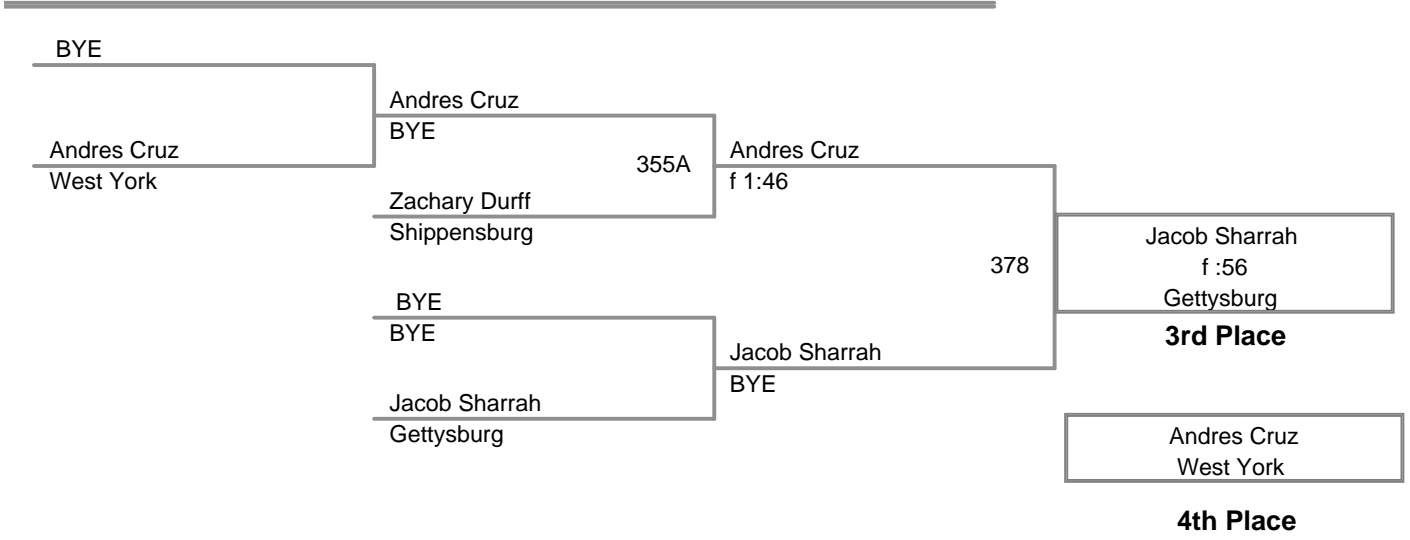 BYE
Andres Cruz
West York
Andres Cruz
BYE
355A
Zachary Durff
Shippensburg
BYE
BYE
Jacob Sharrah
Gettysburg
Andres Cruz
f 1:46
378
Jacob Sharrah
BYE
Jacob Sharrah
f :56
Gettysburg
3rd Place
Andres Cruz
West York
4th Place